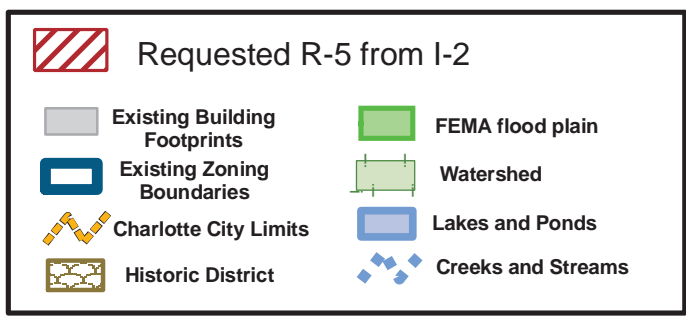 Requested R-5 from I-2
Existing Building
Footprints
Existing Zoning
Boundaries
Charlotte City Limits
Historic District
FEMA flood plain
Watershed
Lakes and Ponds
Creeks and Streams